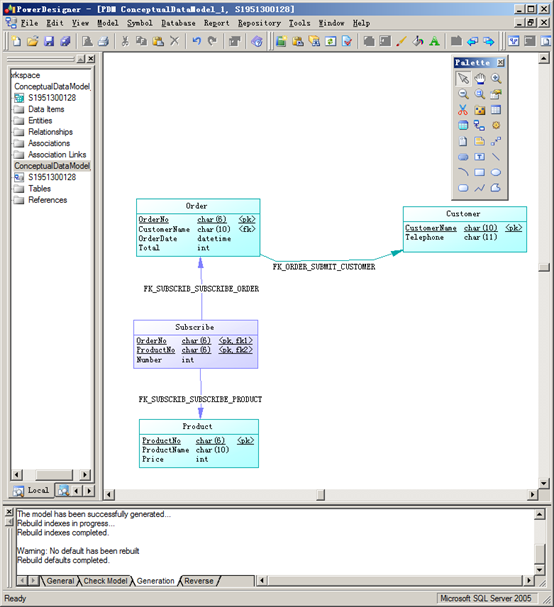 PowerDesigner - [PDM ConceptualDataModel_1, S1951300128]
File Edit View Model Symbol Database Report Repository Tools Window Help
Palette
orkspace
ConceptualDataModel_
S1951300128
Data Items
Entities
Relationships
Associations
Association Links
ConceptualDataModel_
S1951300128
Tables
References
Order
OrderNo char(6) <pk>
CustomerName char(10) <fk>
OrderDate datetime
Total int
Customer
CustomerName char(10) <pk>
Telephone char(11)
FK_ORDER_SUBMIT_CUSTOMER
FK_SUBSCRIB_SUBSCRIBE_ORDER
Subscribe
OrderNo char(6) <pk,fk1>
ProductNo char(6) <pk,fk2>
Number int
FK_SUBSCRIB_SUBSCRIBE_PRODUCT
Product
ProductNo char(6) <pk>
ProductName char(10)
Price int
Local
The model has been successfully generated...
Rebuild indexes in progress...
Rebuild indexes completed.
Warning: No default has been rebuilt
Rebuild defaults completed.
General Check Model Generation Reverse
Ready
Microsoft SQL Server 2005